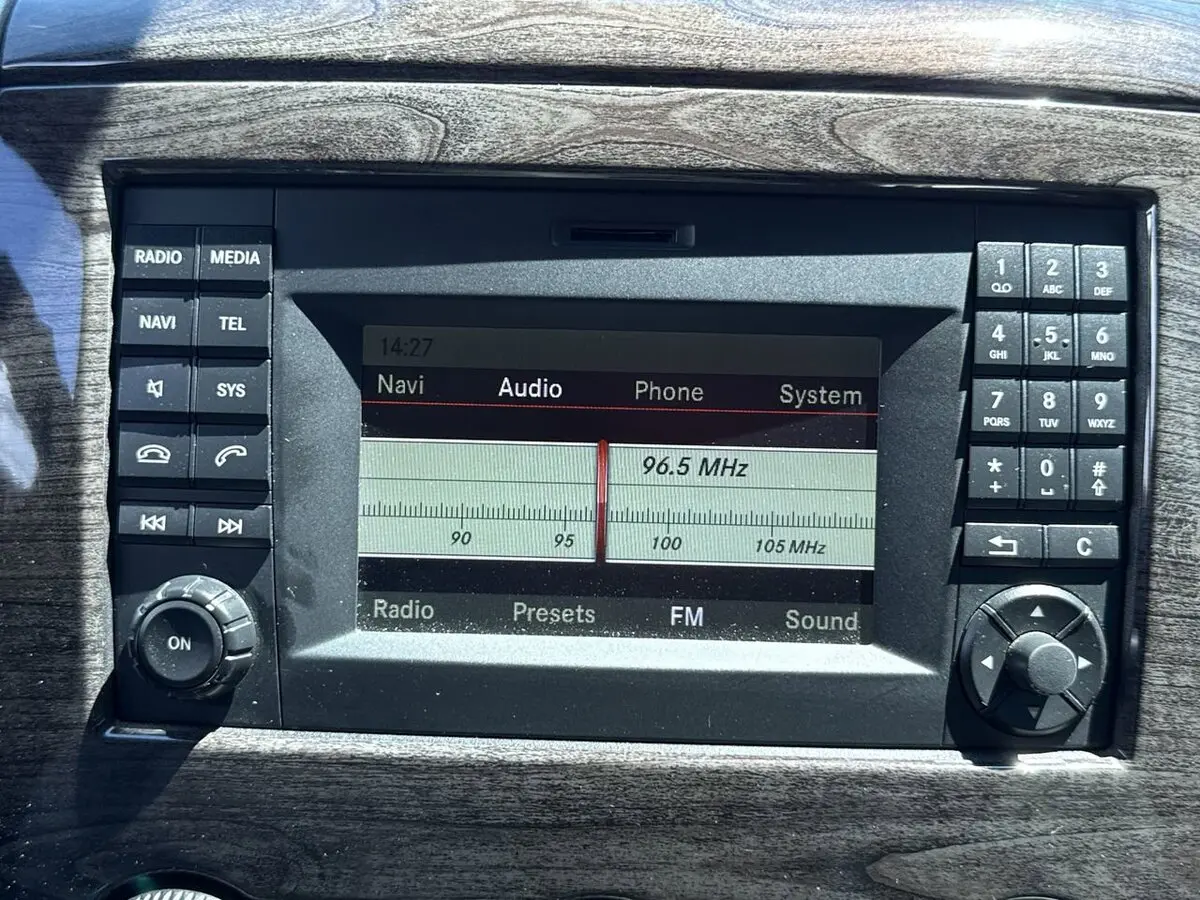 RADIO MEDIA
NAVI TEL
SYS
ON
14:27
Navi Audio Phone System
96.5 MHz
90 95 100 105 MHz
Radio Presets FM Sound
1 2 ABC 3 DEF
4 GHI 5 JKL 6 MNO
7 PQRS 8 TUV 9 WXYZ
* + 0 #
C